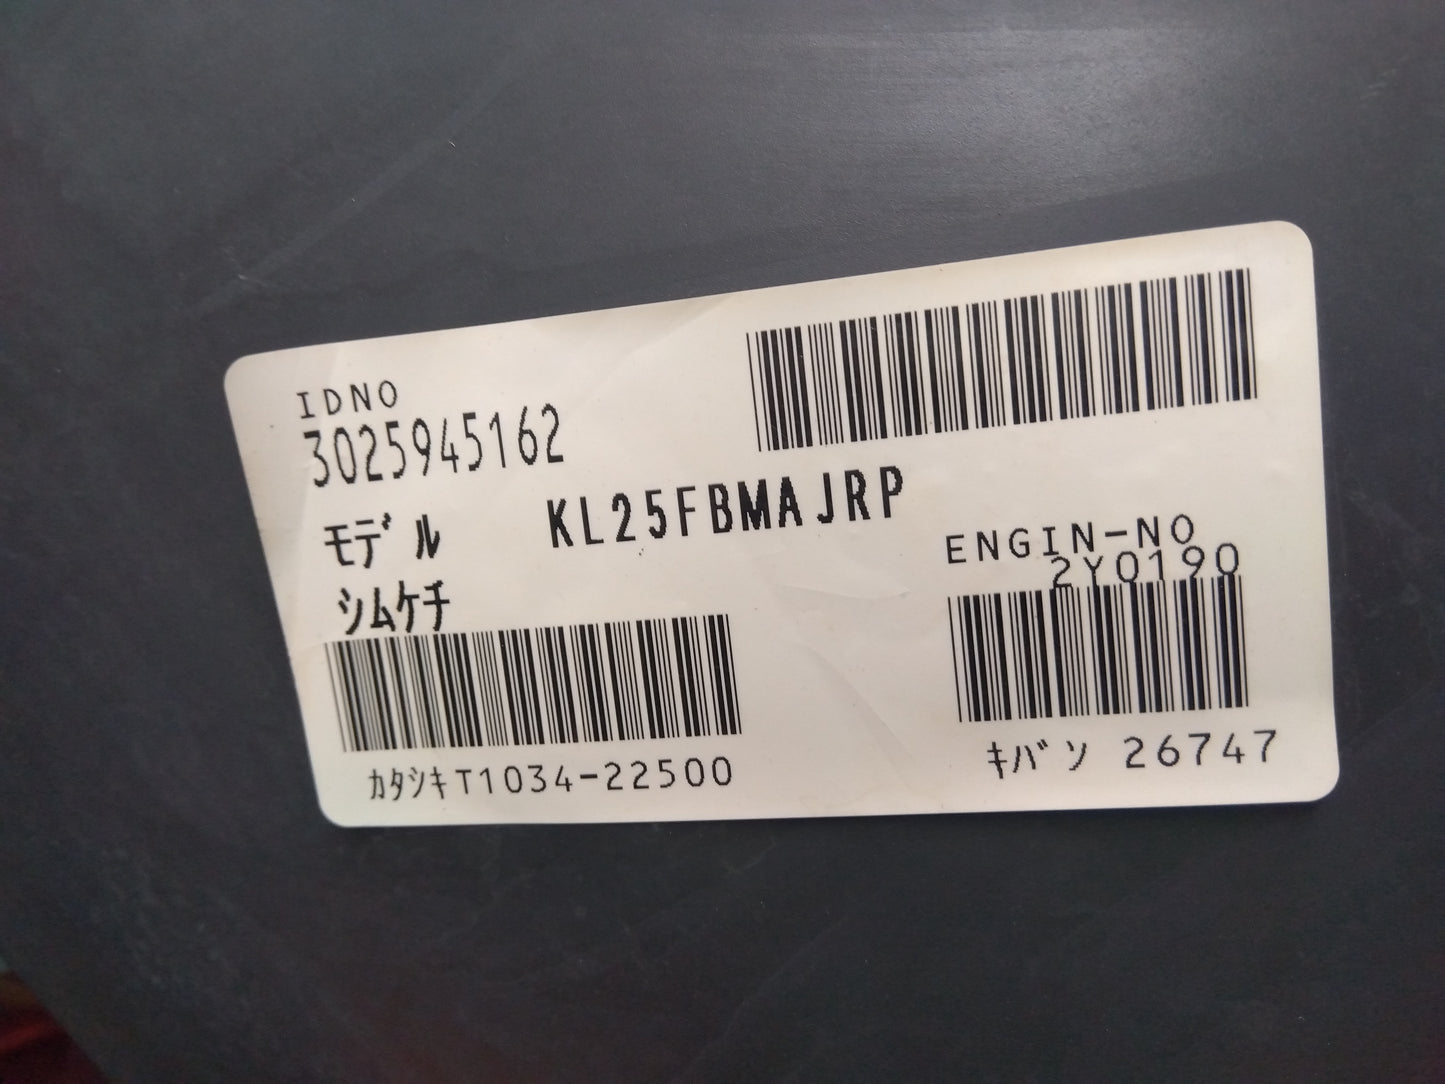 IDNO
3025945162
モデル KL25FBMAJRP
シムケチ
ENGIN-NO
2Y0190
カタシキT1034-22500
キバン 26747